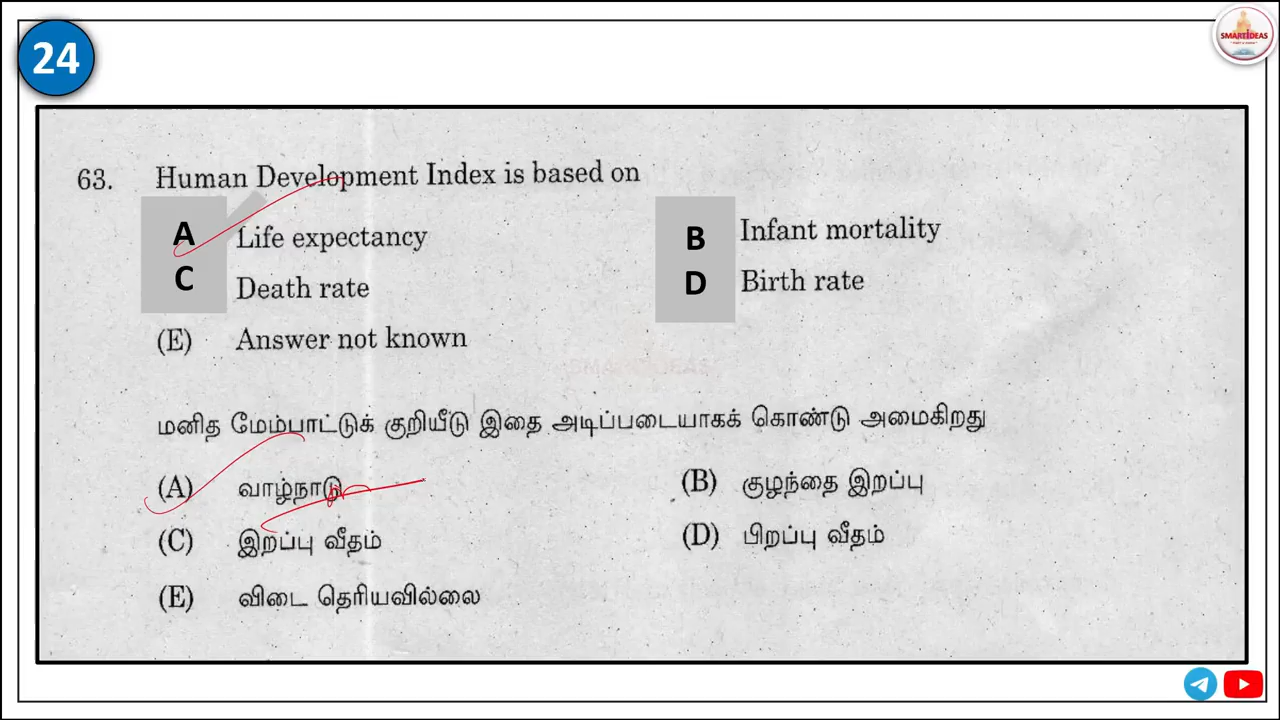 24
SMARTIDEAS
63. Human Development Index is based on
A Life expectancy B Infant mortality
C Death rate D Birth rate
(E) Answer not known
SMARTIDEAS
மனித மேம்பாட்டுக் குறியீடு இதை அடிப்படையாகக் கொண்டு அமைகிறது
(A) வாழ்நாடு (B) குழந்தை இறப்பு
(C) இறப்பு வீதம் (D) பிறப்பு வீதம்
(E) விடை தெரியவில்லை